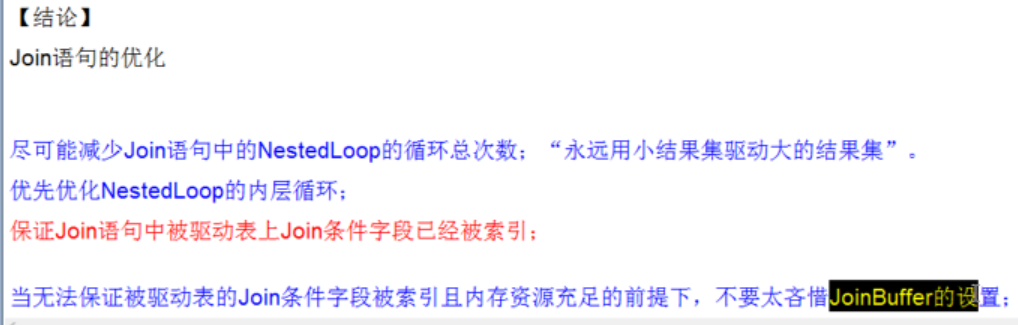 【结论】
Join语句的优化
尽可能减少Join语句中的NestedLoop的循环总次数；“永远用小结果集驱动大的结果集”。
优先优化NestedLoop的内层循环；
保证Join语句中被驱动表上Join条件字段已经被索引；
当无法保证被驱动表的Join条件字段被索引且内存资源充足的前提下，不要太吝惜JoinBuffer的设置；